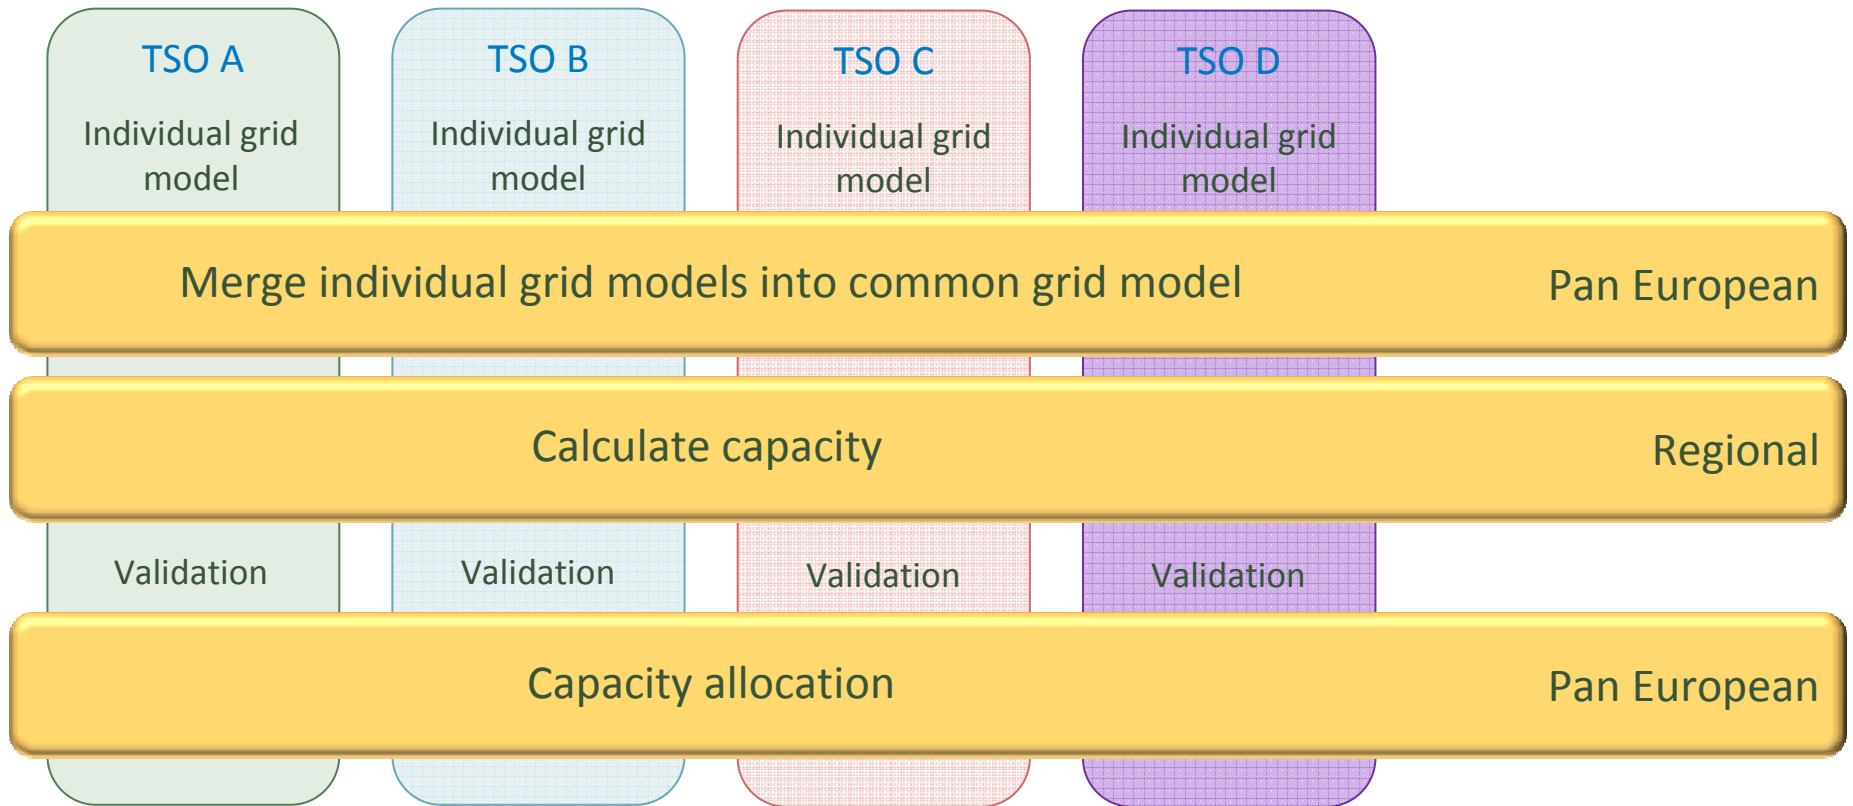 TSO A
TSO B
TSO C
TSO D
Individual grid
model
Individual grid
model
Individual grid
model
Individual grid
model
Merge individual grid models into common grid model
Pan European
Calculate capacity
Regional
Validation
Validation
Validation
Validation
Capacity allocation
Pan European